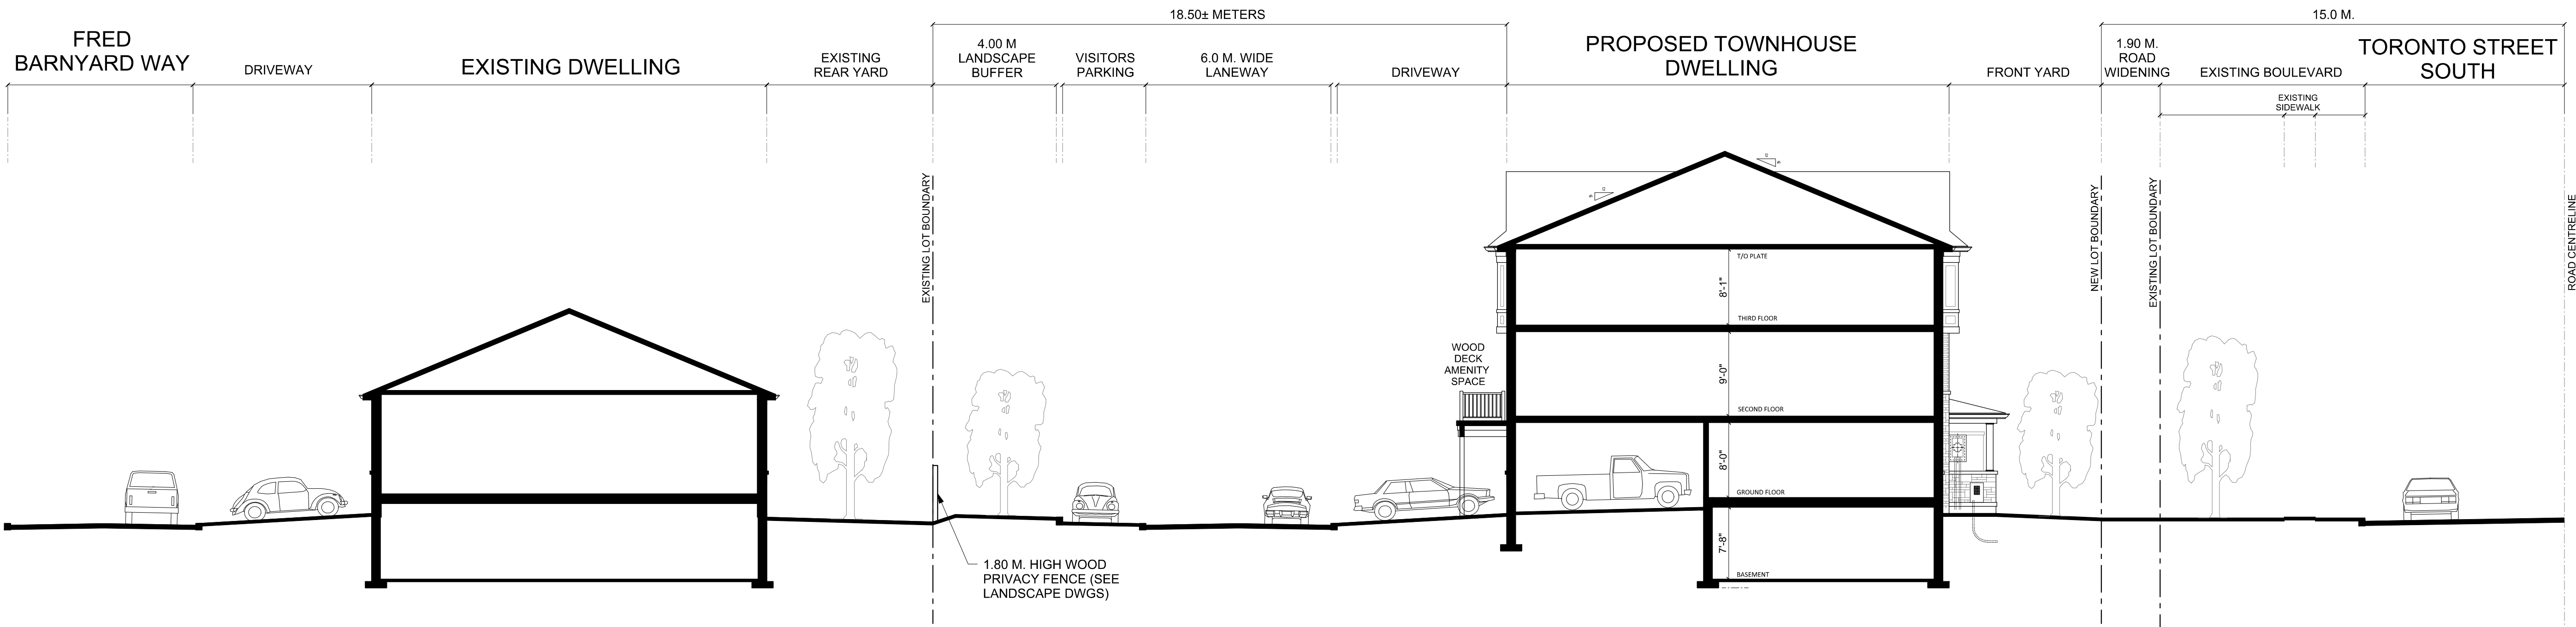 18.50± METERS
15.0 M.
FRED
BARNYARD WAY
DRIVEWAY
EXISTING DWELLING
EXISTING
REAR YARD
4.00 M
LANDSCAPE
BUFFER
VISITORS
PARKING
6.0 M. WIDE
LANEWAY
DRIVEWAY
PROPOSED TOWNHOUSE
DWELLING
FRONT YARD
1.90 M.
ROAD
WIDENING
EXISTING BOULEVARD
TORONTO STREET
SOUTH
EXISTING
SIDEWALK
EXISTING LOT BOUNDARY
NEW LOT BOUNDARY
EXISTING LOT BOUNDARY
ROAD CENTRELINE
T/O PLATE
8'-1"
THIRD FLOOR
WOOD
DECK
AMENITY
SPACE
9'-0"
SECOND FLOOR
8'-0"
GROUND FLOOR
7'-8"
BASEMENT
1.80 M. HIGH WOOD
PRIVACY FENCE (SEE
LANDSCAPE DWGS)